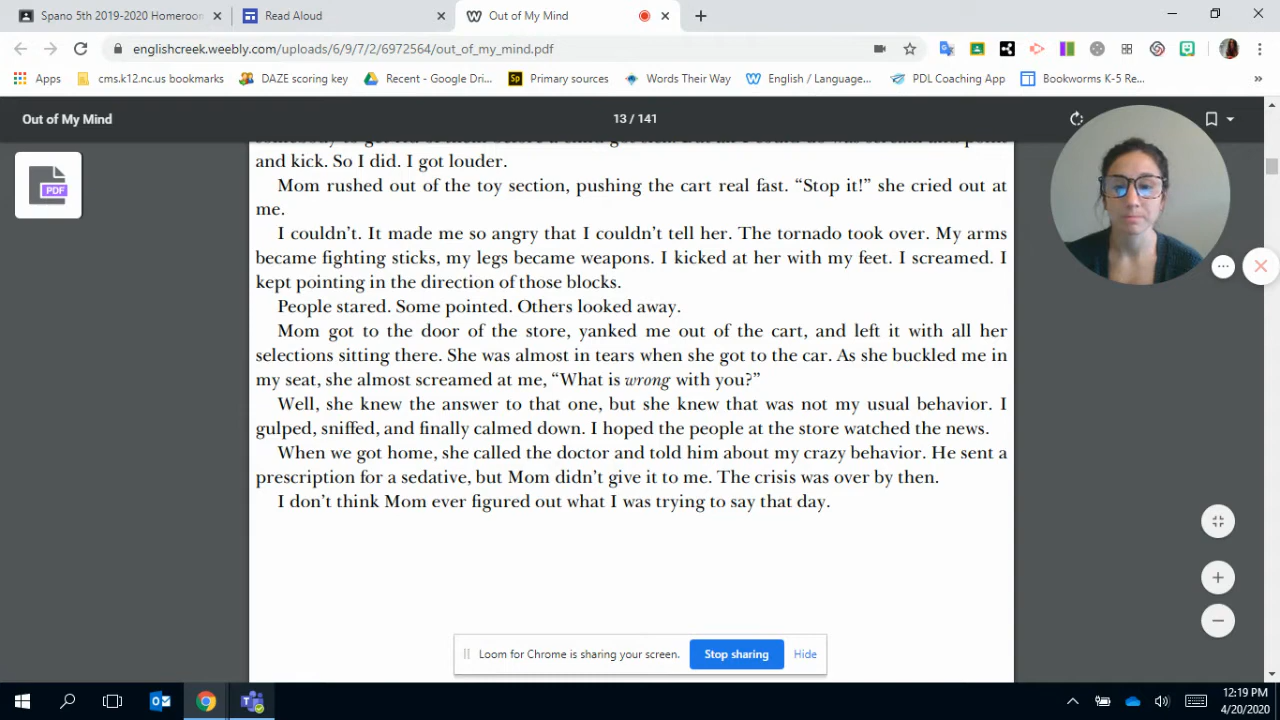 Spano 5th 2019-2020 Homeroom
Read Aloud
Out of My Mind
englishcreek.weebly.com/uploads/6/9/7/2/6972564/out_of_my_mind.pdf
Apps
cms.k12.nc.us bookmarks
DAZE scoring key
Recent - Google Dri...
Sp Primary sources
Words Their Way
English / Language...
PDL Coaching App
Bookworms K-5 Re...
Out of My Mind
13 / 141
PDF
and kick. So I did. I got louder.
Mom rushed out of the toy section, pushing the cart real fast. “Stop it!” she cried out at
me.
I couldn’t. It made me so angry that I couldn’t tell her. The tornado took over. My arms
became fighting sticks, my legs became weapons. I kicked at her with my feet. I screamed. I
kept pointing in the direction of those blocks.
People stared. Some pointed. Others looked away.
Mom got to the door of the store, yanked me out of the cart, and left it with all her
selections sitting there. She was almost in tears when she got to the car. As she buckled me in
my seat, she almost screamed at me, “What is wrong with you?”
Well, she knew the answer to that one, but she knew that was not my usual behavior. I
gulped, sniffed, and finally calmed down. I hoped the people at the store watched the news.
When we got home, she called the doctor and told him about my crazy behavior. He sent a
prescription for a sedative, but Mom didn’t give it to me. The crisis was over by then.
I don’t think Mom ever figured out what I was trying to say that day.
Loom for Chrome is sharing your screen.
Stop sharing
Hide
12:19 PM
4/20/2020